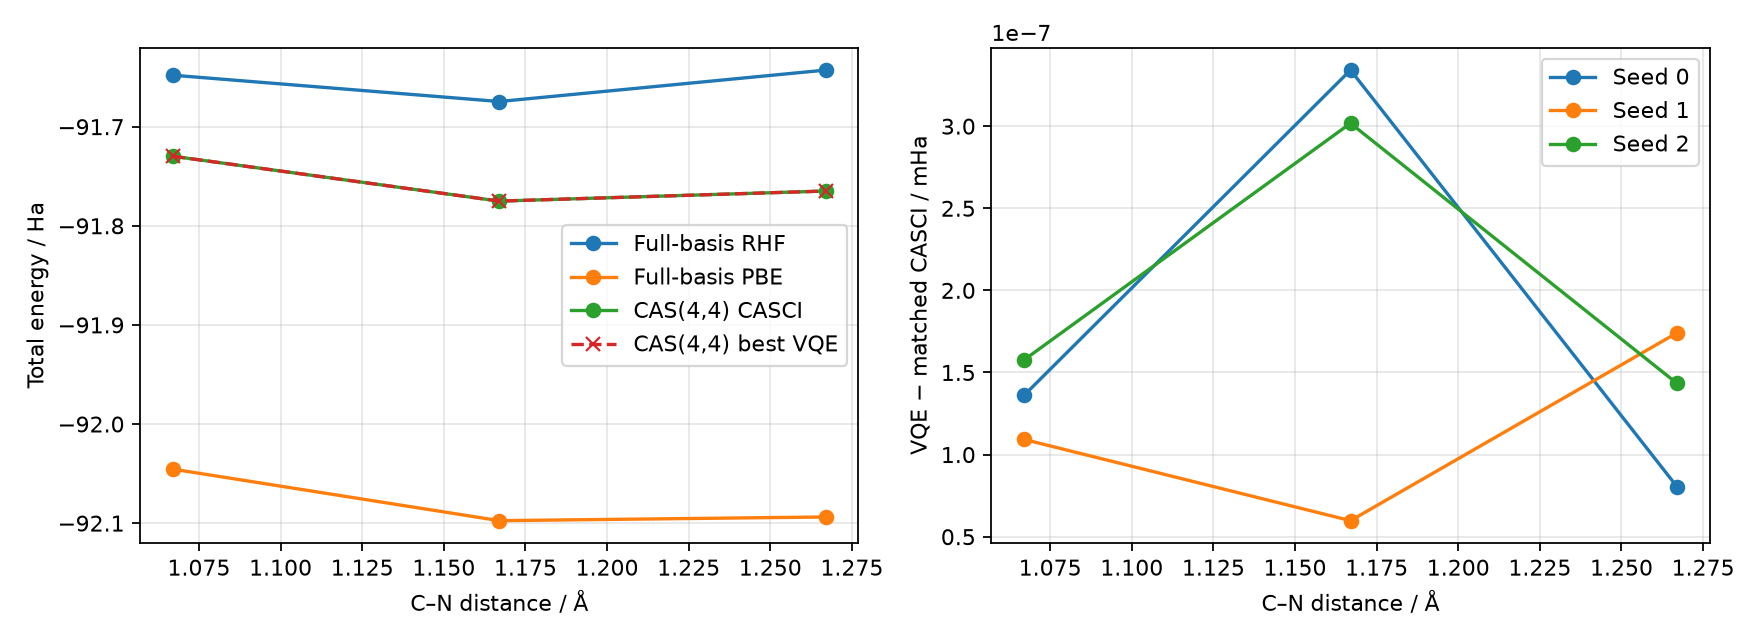 −91.7
−91.8
−91.9
−92.0
−92.1
Total energy / Ha
Full-basis RHF
Full-basis PBE
CAS(4,4) CASCI
CAS(4,4) best VQE
1.075 1.100 1.125 1.150 1.175 1.200 1.225 1.250 1.275
C–N distance / Å
1e−7
3.0
2.5
2.0
1.5
1.0
0.5
VQE − matched CASCI / mHa
Seed 0
Seed 1
Seed 2
1.075 1.100 1.125 1.150 1.175 1.200 1.225 1.250 1.275
C–N distance / Å